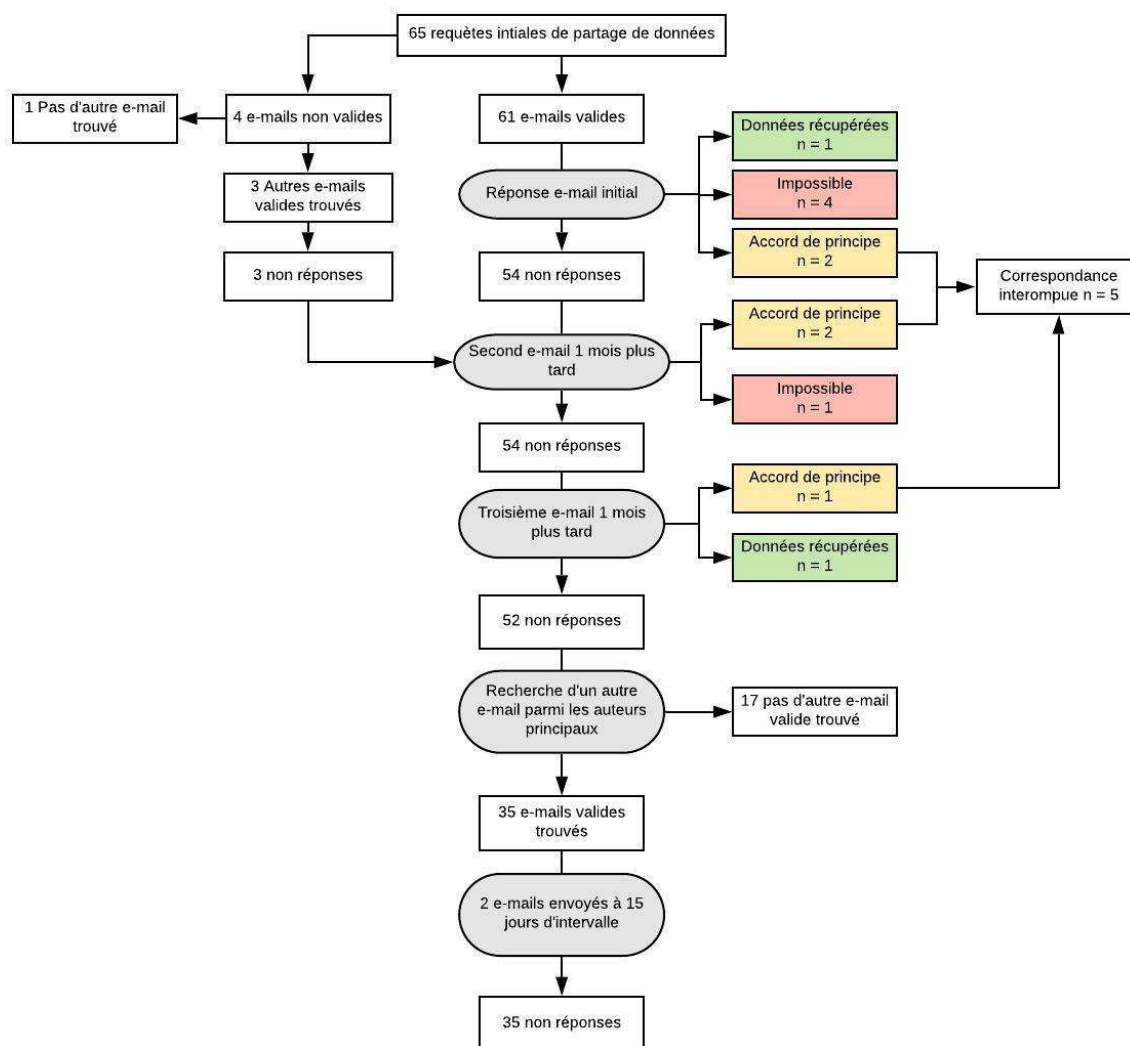 65 requètes intiales de partage de données
1 Pas d'autre e-mail
trouvé
4 e-mails non valides
61 e-mails valides
Données récupérées
n = 1
3 Autres e-mails
valides trouvés
Réponse e-mail initial
Impossible
n = 4
3 non réponses
54 non réponses
Accord de principe
n = 2
Correspondance
interompue n = 5
Second e-mail 1 mois plus
tard
Accord de principe
n = 2
Impossible
n = 1
54 non réponses
Accord de principe
n = 1
Troisième e-mail 1 mois
plus tard
Données récupérées
n = 1
52 non réponses
Recherche d'un autre
e-mail parmi les auteurs
principaux
17 pas d'autre e-mail
valide trouvé
35 e-mails valides
trouvés
2 e-mails envoyés à 15
jours d'intervalle
35 non réponses